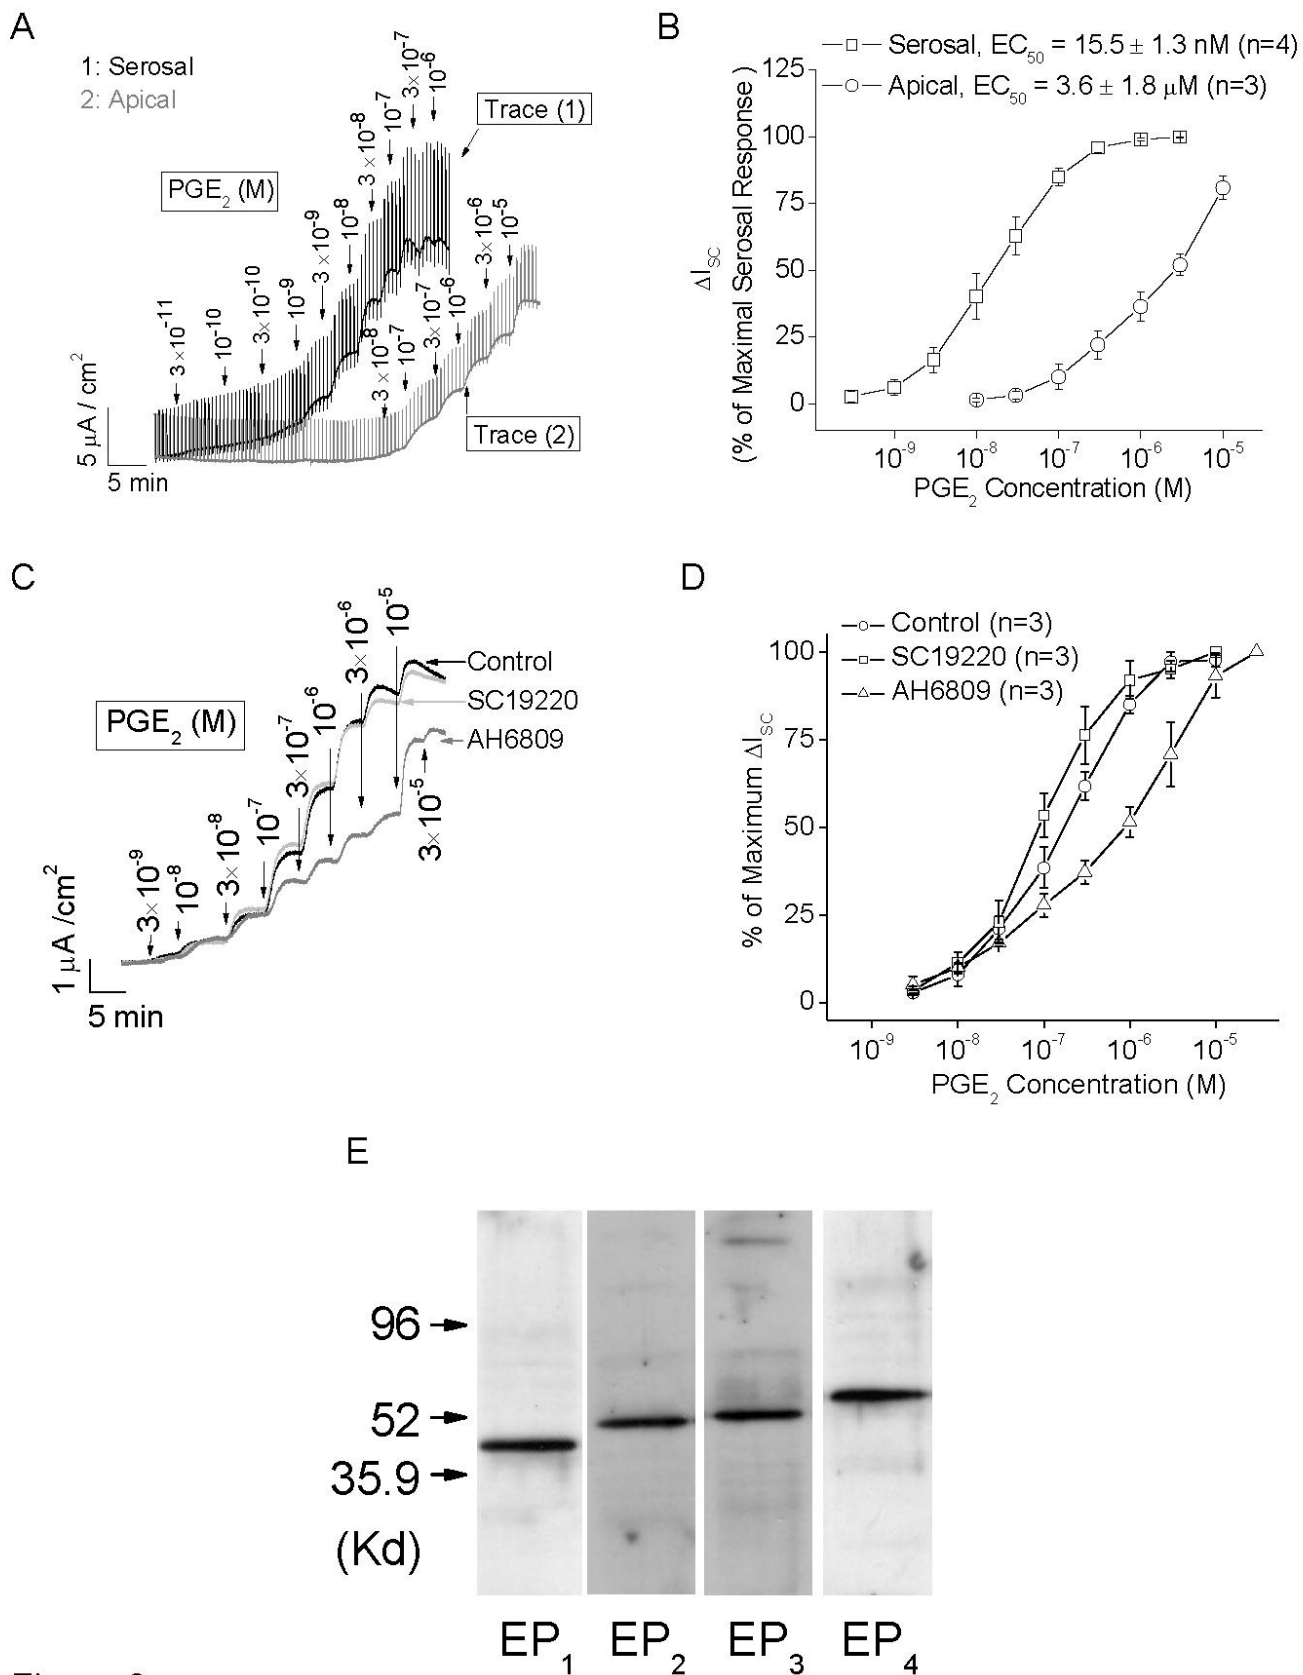 A
1: Serosal
2: Apical
PGE₂ (M)
3×10⁻¹¹
10⁻¹⁰
3×10⁻¹⁰
10⁻⁹
3×10⁻⁹
10⁻⁸
3×10⁻⁸
10⁻⁷
3×10⁻⁷
10⁻⁶
Trace (1)
3×10⁻⁸
10⁻⁷
3×10⁻⁷
10⁻⁶
3×10⁻⁶
10⁻⁵
Trace (2)
5 μA / cm²
5 min
B
Serosal, EC₅₀ = 15.5 ± 1.3 nM (n=4)
Apical, EC₅₀ = 3.6 ± 1.8 μM (n=3)
ΔI_SC
(% of Maximal Serosal Response )
125
100
75
50
25
0
10⁻⁹ 10⁻⁸ 10⁻⁷ 10⁻⁶ 10⁻⁵
PGE₂ Concentration (M)
C
PGE₂ (M)
3×10⁻⁹
10⁻⁸
3×10⁻⁸
10⁻⁷
3×10⁻⁷
10⁻⁶
3×10⁻⁶
10⁻⁵
3×10⁻⁵
Control
SC19220
AH6809
1 μA /cm²
5 min
D
Control (n=3)
SC19220 (n=3)
AH6809 (n=3)
% of Maximum ΔI_SC
100
75
50
25
0
10⁻⁹ 10⁻⁸ 10⁻⁷ 10⁻⁶ 10⁻⁵
PGE₂ Concentration (M)
E
96
52
35.9
(Kd)
EP₁ EP₂ EP₃ EP₄